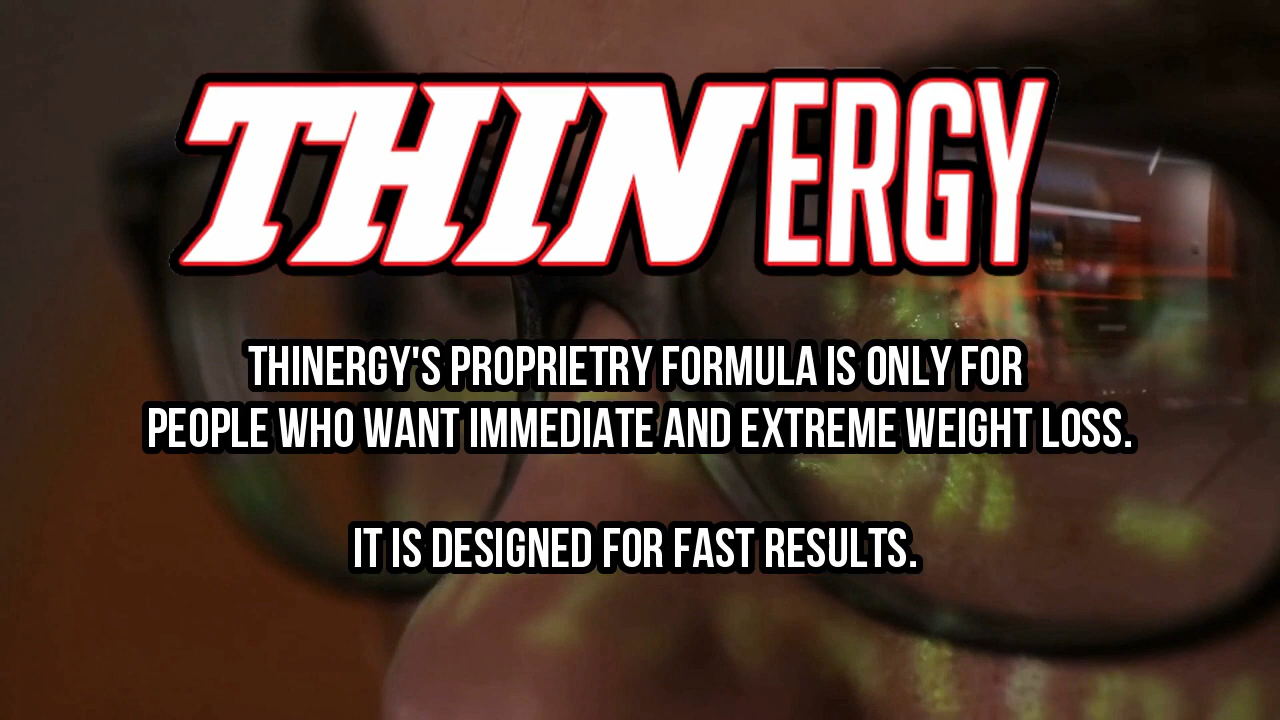 THINERGY
THINERGY'S PROPRIETRY FORMULA IS ONLY FOR
PEOPLE WHO WANT IMMEDIATE AND EXTREME WEIGHT LOSS.
IT IS DESIGNED FOR FAST RESULTS.